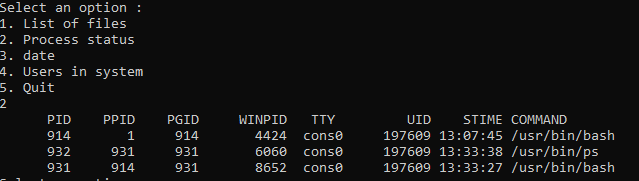 Select an option :
1. List of files
2. Process status
3. date
4. Users in system
5. Quit
2
PID PPID PGID WINPID TTY UID STIME COMMAND
914 1 914 4424 cons0 197609 13:07:45 /usr/bin/bash
932 931 931 6060 cons0 197609 13:33:38 /usr/bin/ps
931 914 931 8652 cons0 197609 13:33:27 /usr/bin/bash